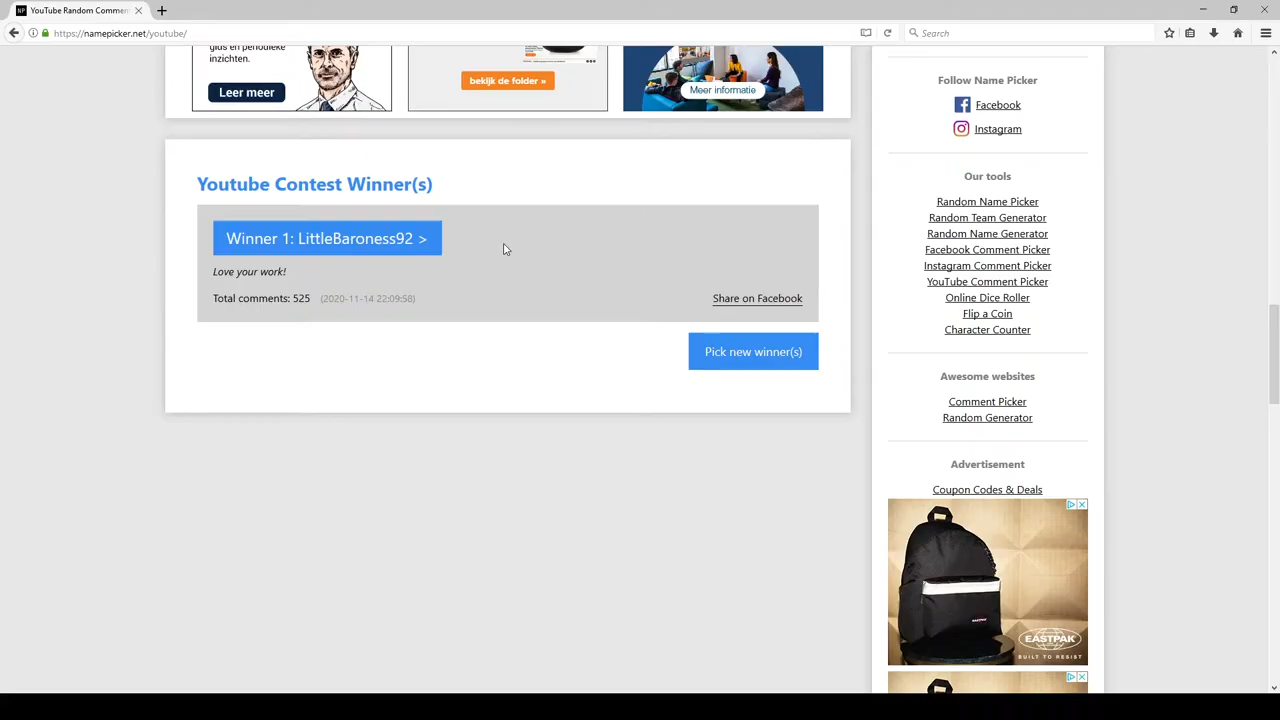 YouTube Random Commen
https://namepicker.net/youtube/
Search
gids en periodieke
inzichten.
Leer meer
bekijk de folder »
Meer informatie
Youtube Contest Winner(s)
Winner 1: LittleBaroness92 >
Love your work!
Total comments: 525 (2020-11-14 22:09:58)
Share on Facebook
Pick new winner(s)
Follow Name Picker
Facebook
Instagram
Our tools
Random Name Picker
Random Team Generator
Random Name Generator
Facebook Comment Picker
Instagram Comment Picker
YouTube Comment Picker
Online Dice Roller
Flip a Coin
Character Counter
Awesome websites
Comment Picker
Random Generator
Advertisement
Coupon Codes & Deals
EASTPAK
EASTPAK
BUILT TO RESIST